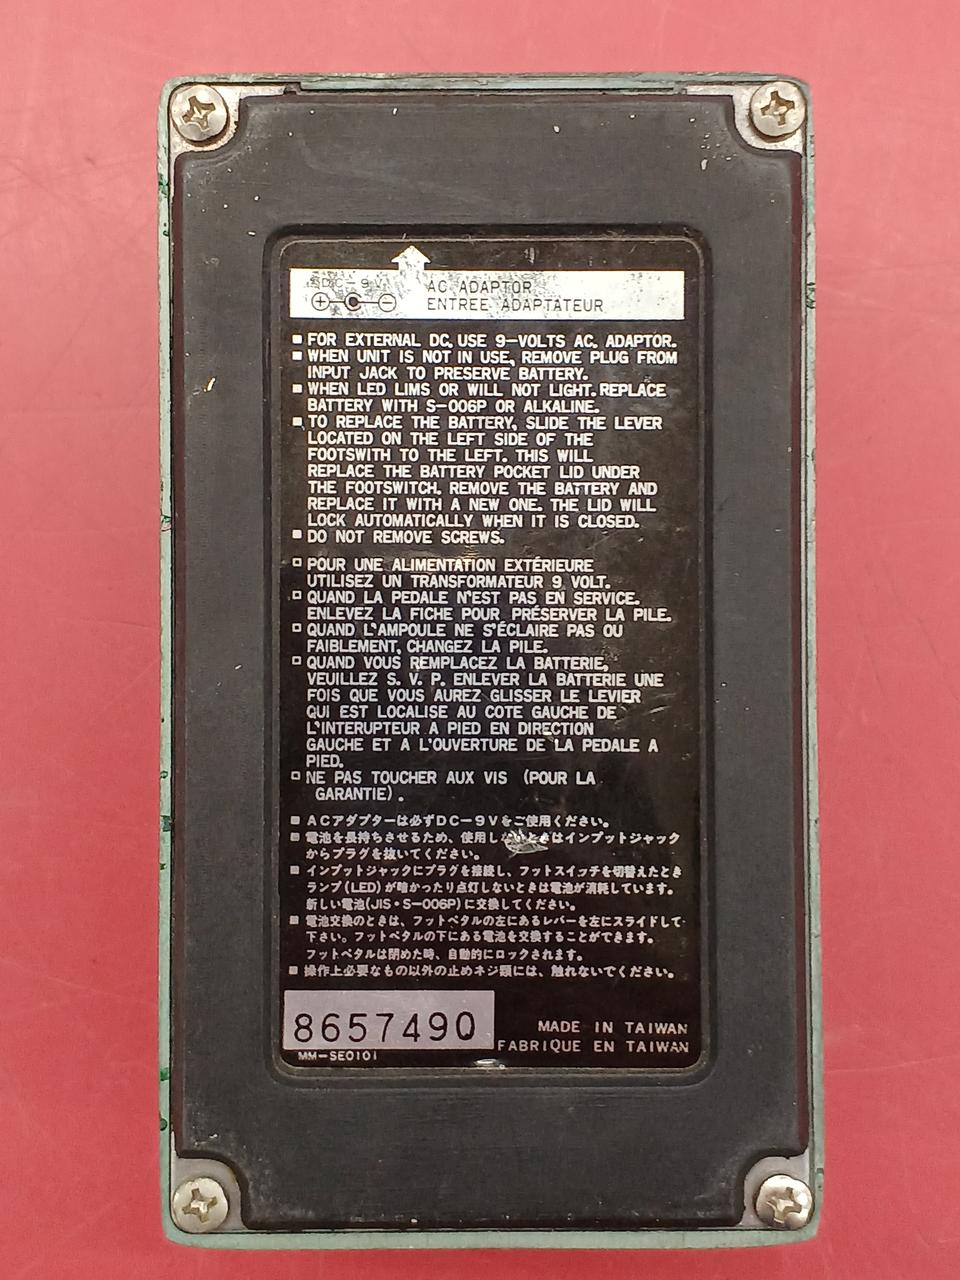 DC-9V
AC ADAPTOR
ENTREE ADAPTATEUR
■ FOR EXTERNAL DC, USE 9-VOLTS AC, ADAPTOR.
■ WHEN UNIT IS NOT IN USE, REMOVE PLUG FROM
INPUT JACK TO PRESERVE BATTERY.
■ WHEN LED LIMS OR WILL NOT LIGHT. REPLACE
BATTERY WITH S-006P OR ALKALINE.
■ TO REPLACE THE BATTERY, SLIDE THE LEVER
LOCATED ON THE LEFT SIDE OF THE
FOOTSWITH TO THE LEFT. THIS WILL
REPLACE THE BATTERY POCKET LID UNDER
THE FOOTSWITCH. REMOVE THE BATTERY AND
REPLACE IT WITH A NEW ONE. THE LID WILL
LOCK AUTOMATICALLY WHEN IT IS CLOSED.
■ DO NOT REMOVE SCREWS.
□ POUR UNE ALIMENTATION EXTÉRIEURE
UTILISEZ UN TRANSFORMATEUR 9 VOLT.
□ QUAND LA PEDALE N'EST PAS EN SERVICE.
ENLEVEZ LA FICHE POUR PRÉSERVER LA PILE.
□ QUAND L'AMPOULE NE S'ÉCLAIRE PAS OU
FAIBLEMENT, CHANGEZ LA PILE.
□ QUAND VOUS REMPLACEZ LA BATTERIE,
VEUILLEZ S. V. P. ENLEVER LA BATTERIE UNE
FOIS QUE VOUS AUREZ GLISSER LE LEVIER
QUI EST LOCALISE AU COTE GAUCHE DE
L'INTERUPTEUR A PIED EN DIRECTION
GAUCHE ET A L'OUVERTURE DE LA PEDALE A
PIED.
□ NE PAS TOUCHER AUX VIS (POUR LA
GARANTIE).
■ ACアダプターは必ずDC-9Vをご使用ください。
■ 電池を長持ちさせるため、使用しないときはインプットジャック
からプラグを抜いてください。
■ インプットジャックにプラグを接続し、フットスイッチを切替えたとき
ランプ(LED)が暗かったり点灯しないときは電池が消耗しています。
新しい電池(JIS・S-006P)に交換してください。
■ 電池交換のときは、フットペタルの左にあるレバーを左にスライドして
下さい。フットペタルの下にある電池を交換することができます。
フットペタルは閉めた時、自動的にロックされます。
■ 操作上必要なもの以外の止めネジ類には、触れないでください。
8657490
MADE IN TAIWAN
FABRIQUE EN TAIWAN
MM-SE0101